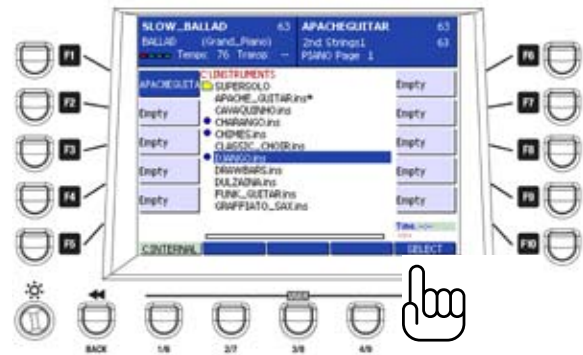 SLOW_BALLAD 63 APACHEGUITAR 63
BALLAD (Grand_Piano) 2nd Strings1 63
Tempo: 76 Transp: -- PIANO Page 1
C:\INSTRUMENTS
APACHEGUITA SUPERSOLO Empty
APACHE_GUITAR.ins*
Empty CAVAQUINHO.ins Empty
CHARANGO.ins
CHIMES.ins
Empty CLASSIC_CHOIR.ins Empty
DJANGO.ins
Empty DRAWBARS.ins Empty
DULZAINA.ins
Empty FUNK_GUITAR.ins Empty
GRAFFIATO_SAX.ins
C:INTERNAL SELECT
F1 F6
F2 F7
F3 F8
F4 F9
F5 F10
USER
BACK 1/6 2/7 3/8 4/9